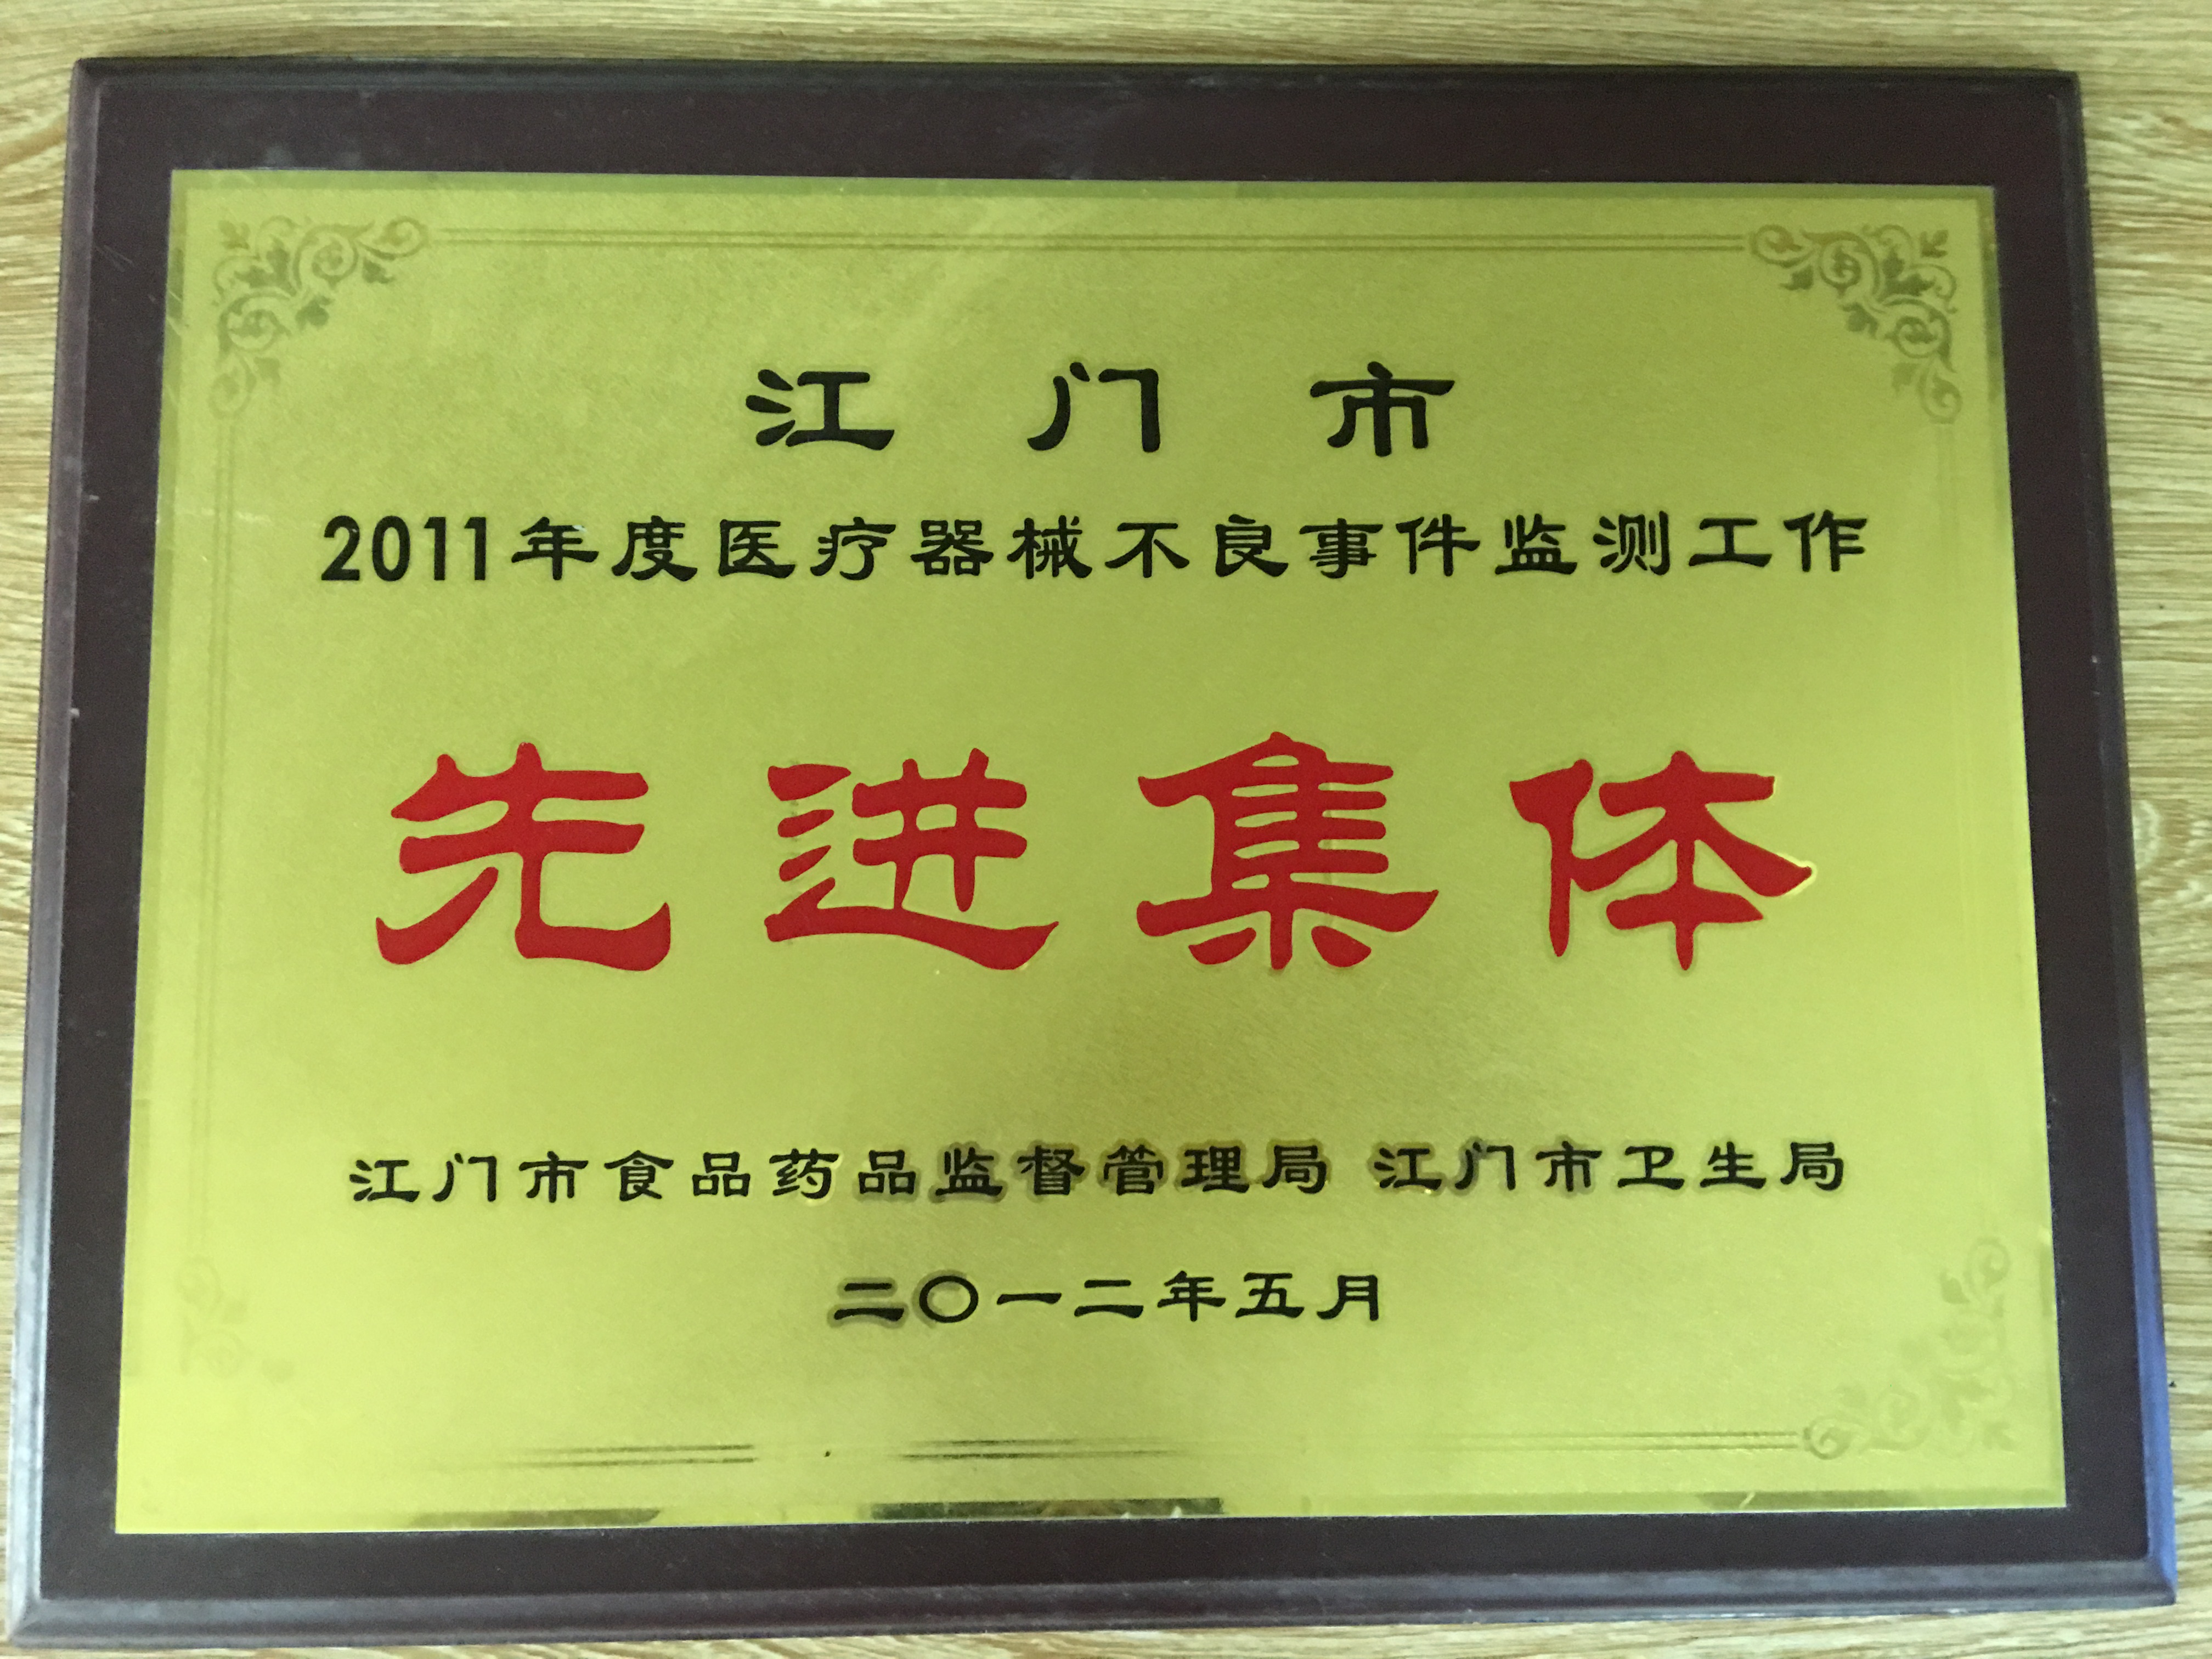 江门市
2011年度医疗器械不良事件监测工作
先进集体
江门市食品药品监督管理局 江门市卫生局
二〇一二年五月